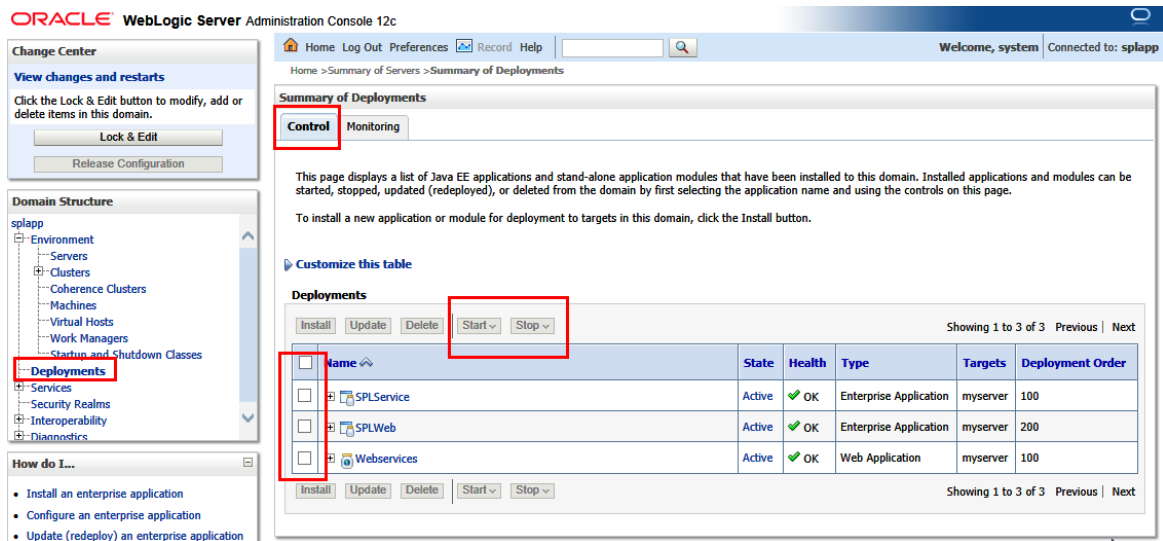 ORACLE WebLogic Server Administration Console 12c
Change Center
View changes and restarts
Click the Lock & Edit button to modify, add or
delete items in this domain.
Lock & Edit
Release Configuration
Domain Structure
splapp
Environment
Servers
Clusters
Coherence Clusters
Machines
Virtual Hosts
Work Managers
Startup and Shutdown Classes
Deployments
Services
Security Realms
Interoperability
Diagnostics
How do I...
Install an enterprise application
Configure an enterprise application
Update (redeploy) an enterprise application
Home Log Out Preferences Record Help
Welcome, system Connected to: splapp
Home >Summary of Servers >Summary of Deployments
Summary of Deployments
Control Monitoring
This page displays a list of Java EE applications and stand-alone application modules that have been installed to this domain. Installed applications and modules can be
started, stopped, updated (redeployed), or deleted from the domain by first selecting the application name and using the controls on this page.
To install a new application or module for deployment to targets in this domain, click the Install button.
Customize this table
Deployments
Install Update Delete Start Stop Showing 1 to 3 of 3 Previous | Next
Name State Health Type Targets Deployment Order
SPLService Active OK Enterprise Application myserver 100
SPLWeb Active OK Enterprise Application myserver 200
Webservices Active OK Web Application myserver 100
Install Update Delete Start Stop Showing 1 to 3 of 3 Previous | Next